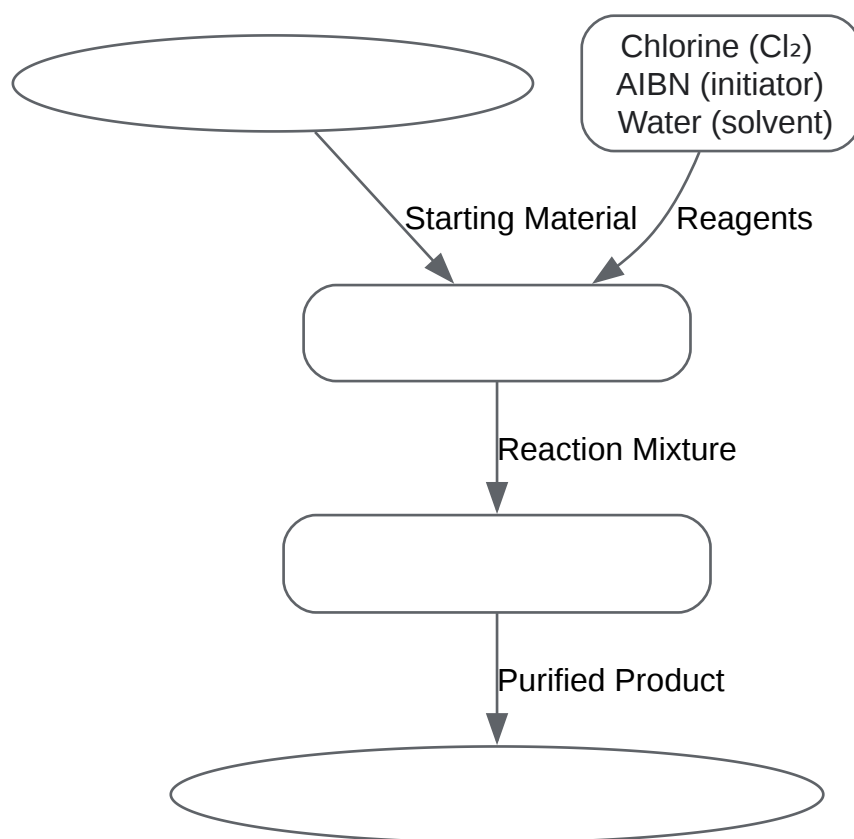 Chlorine (Cl₂)
AIBN (initiator)
Water (solvent)
Starting Material
Reagents
Reaction Mixture
Purified Product